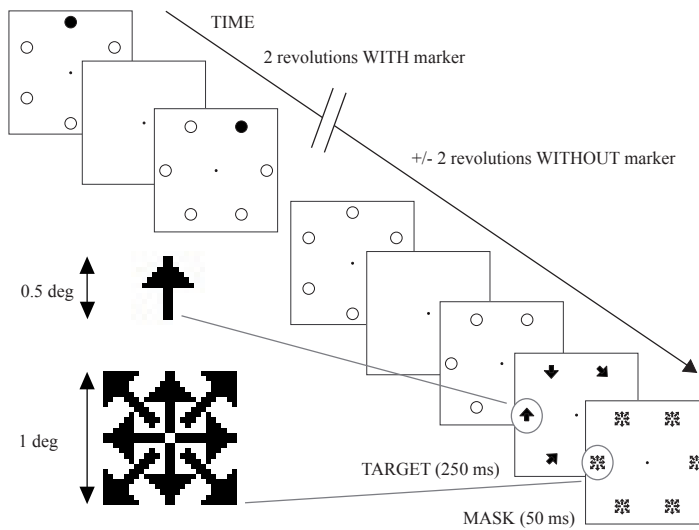 TIME
2 revolutions WITH marker
+/- 2 revolutions WITHOUT marker
0.5 deg
1 deg
TARGET (250 ms)
MASK (50 ms)